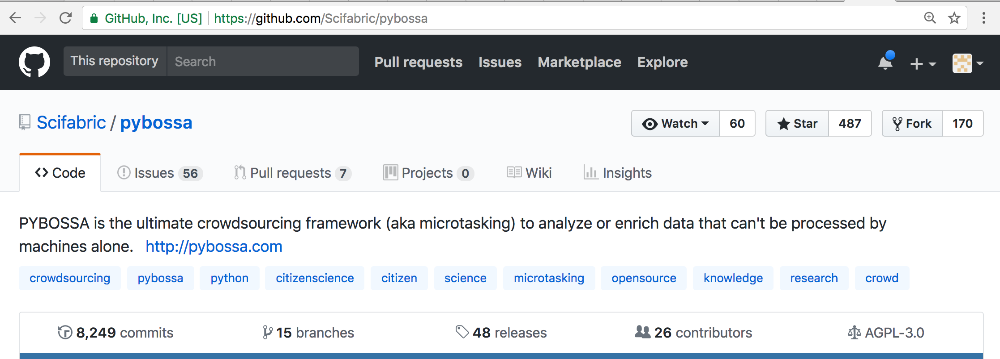 GitHub, Inc. [US] https://github.com/Scifabric/pybossa
This repository Search Pull requests Issues Marketplace Explore
Scifabric / pybossa Watch 60 Star 487 Fork 170
Code Issues 56 Pull requests 7 Projects 0 Wiki Insights
PYBOSSA is the ultimate crowdsourcing framework (aka microtasking) to analyze or enrich data that can't be processed by
machines alone. http://pybossa.com
crowdsourcing pybossa python citizenscience citizen science microtasking opensource knowledge research crowd
8,249 commits 15 branches 48 releases 26 contributors AGPL-3.0